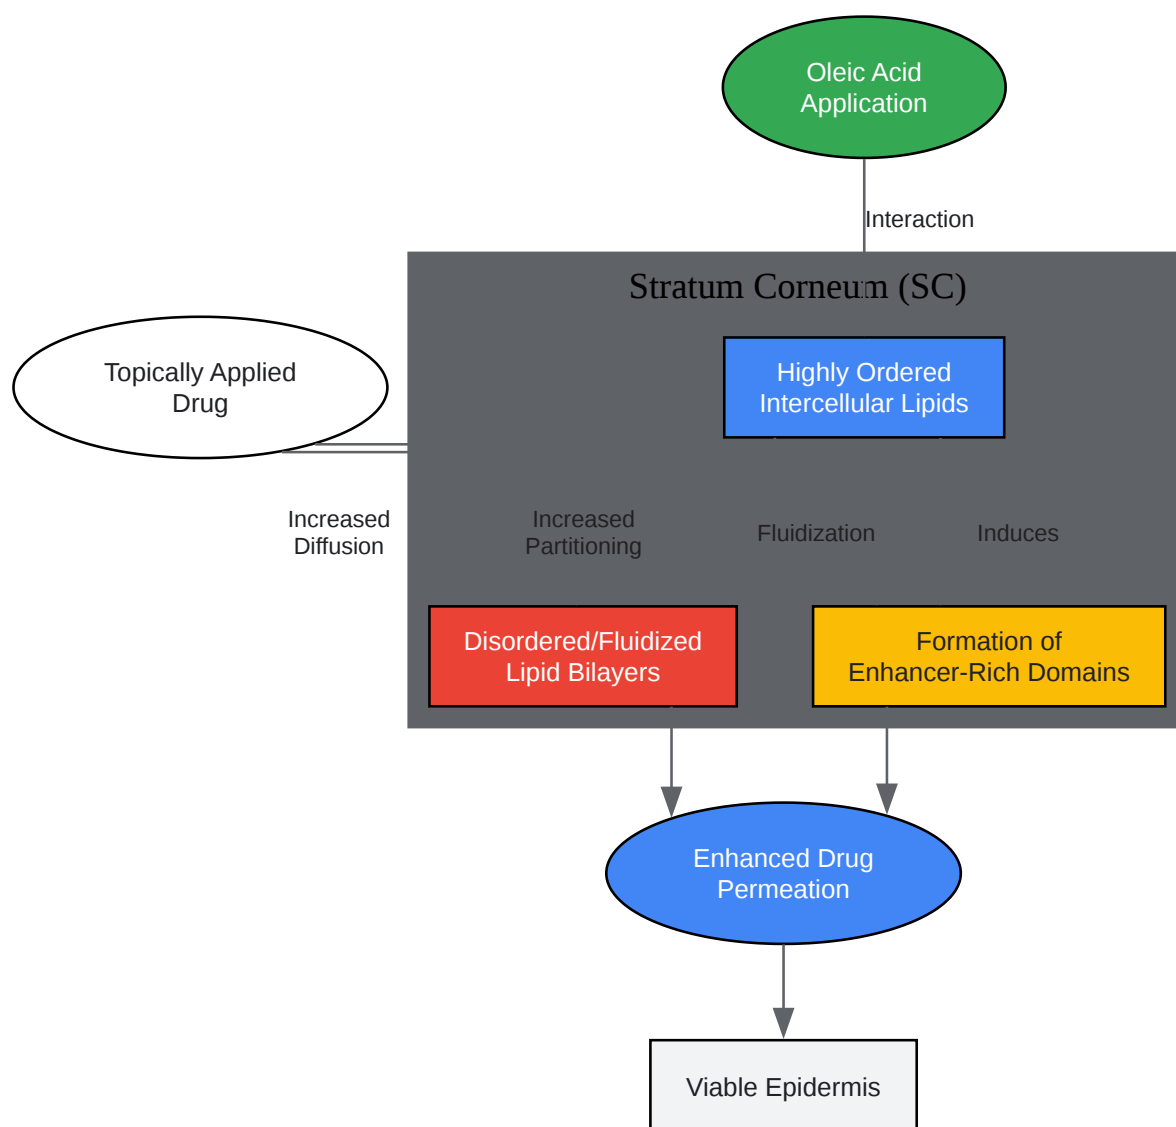 Oleic Acid
Application
Interaction
Stratum Corneum (SC)
Topically Applied
Drug
Highly Ordered
Intercellular Lipids
Increased
Diffusion
Increased
Partitioning
Fluidization
Induces
Disordered/Fluidized
Lipid Bilayers
Formation of
Enhancer-Rich Domains
Enhanced Drug
Permeation
Viable Epidermis